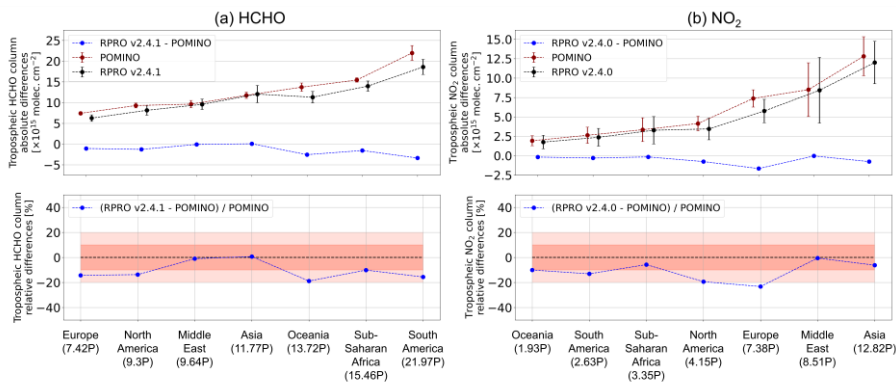 (a) HCHO
Tropospheric HCHO column
absolute differences
[×10¹⁵ molec. cm⁻²]
25
20
15
10
5
0
−5
RPRO v2.4.1 - POMINO
POMINO
RPRO v2.4.1
Tropospheic HCHO column
relative differences [%]
40
20
0
−20
−40
(RPRO v2.4.1 - POMINO) / POMINO
Europe
(7.42P)
North
America
(9.3P)
Middle
East
(9.64P)
Asia
(11.77P)
Oceania
(13.72P)
Sub-
Saharan
Africa
(15.46P)
South
America
(21.97P)
(b) NO₂
Tropospheric NO₂ column
absolute differences
[×10¹⁵ molec. cm⁻²]
15.0
12.5
10.0
7.5
5.0
2.5
0.0
−2.5
RPRO v2.4.0 - POMINO
POMINO
RPRO v2.4.0
Tropospheic NO₂ column
relative differences [%]
40
20
0
−20
−40
(RPRO v2.4.0 - POMINO) / POMINO
Oceania
(1.93P)
South
America
(2.63P)
Sub-
Saharan
Africa
(3.35P)
North
America
(4.15P)
Europe
(7.38P)
Middle
East
(8.51P)
Asia
(12.82P)